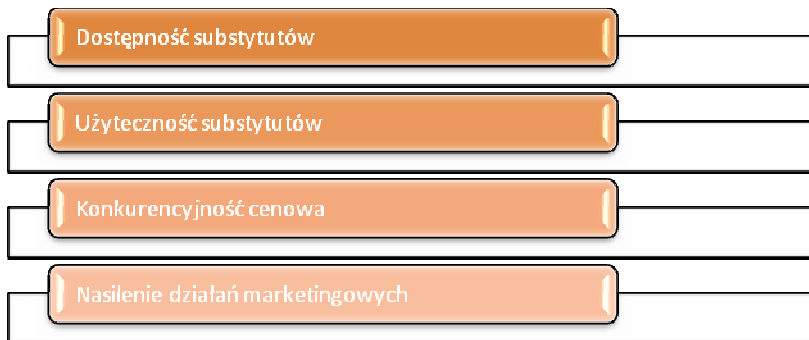 Dostępność substytutów
Użyteczność substytutów
Konkurencyjność cenowa
Nasilenie działań marketingowych